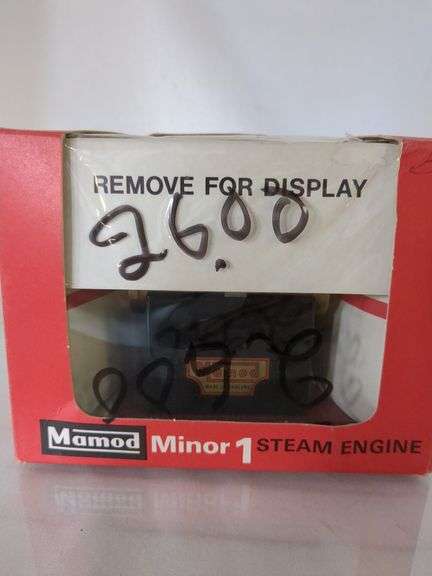 REMOVE FOR DISPLAY
26.00
Mamod
Mamod Minor 1 STEAM ENGINE